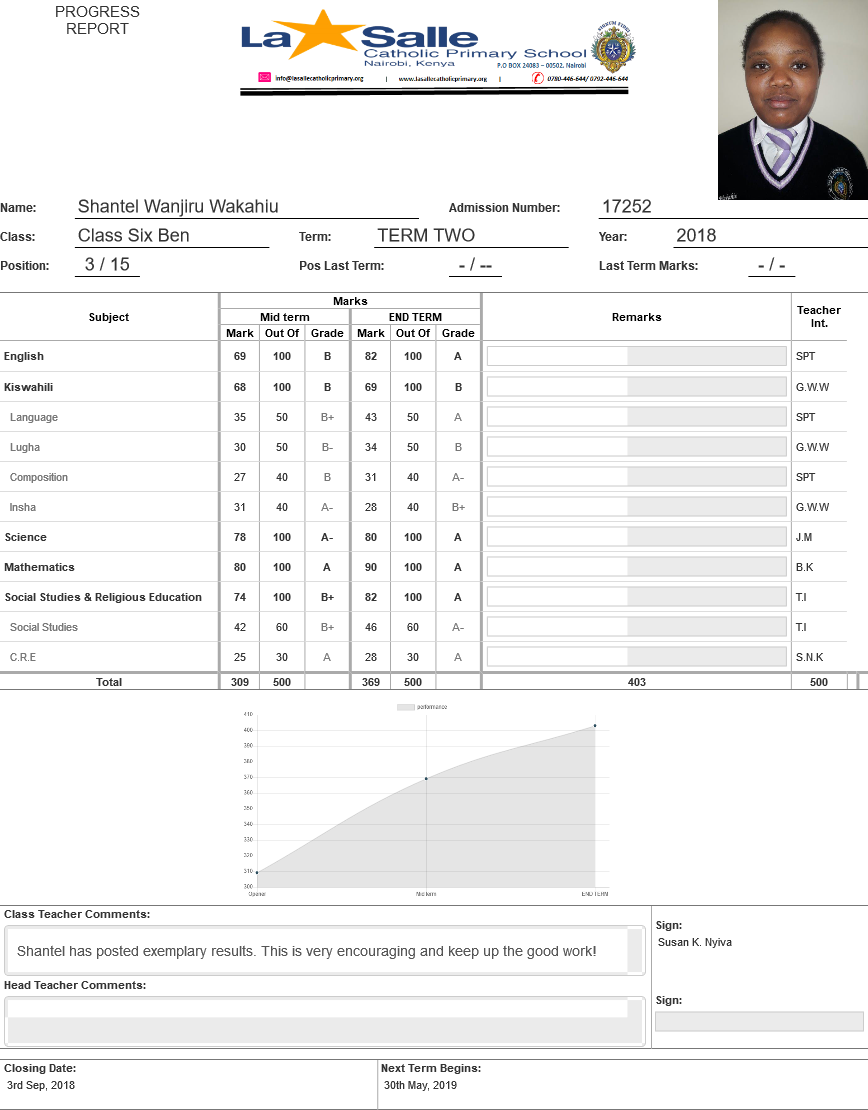 PROGRESS
REPORT
La Salle
Catholic Primary School
Nairobi, Kenya
P.O BOX 24083 – 00502, Nairobi
info@lasallecatholicprimary.org | www.lasallecatholicprimary.org | 0780-446-644/ 0792-446-644
Name: Shantel Wanjiru Wakahiu Admission Number: 17252
Class: Class Six Ben Term: TERM TWO Year: 2018
Position: 3 / 15 Pos Last Term: - / -- Last Term Marks: - / -
Marks
Subject Mid term END TERM Remarks Teacher Int.
Mark Out Of Grade Mark Out Of Grade
English 69 100 B 82 100 A SPT
Kiswahili 68 100 B 69 100 B G.W.W
Language 35 50 B+ 43 50 A SPT
Lugha 30 50 B- 34 50 B G.W.W
Composition 27 40 B 31 40 A- SPT
Insha 31 40 A- 28 40 B+ G.W.W
Science 78 100 A- 80 100 A J.M
Mathematics 80 100 A 90 100 A B.K
Social Studies & Religious Education 74 100 B+ 82 100 A T.I
Social Studies 42 60 B+ 46 60 A- T.I
C.R.E 25 30 A 28 30 A S.N.K
Total 309 500 369 500 403 500
performance
410
400
390
380
370
360
350
340
330
320
310
300
Opener Mid term END TERM
Class Teacher Comments:
Shantel has posted exemplary results. This is very encouraging and keep up the good work!
Sign:
Susan K. Nyiva
Head Teacher Comments:
Sign:
Closing Date: Next Term Begins:
3rd Sep, 2018 30th May, 2019